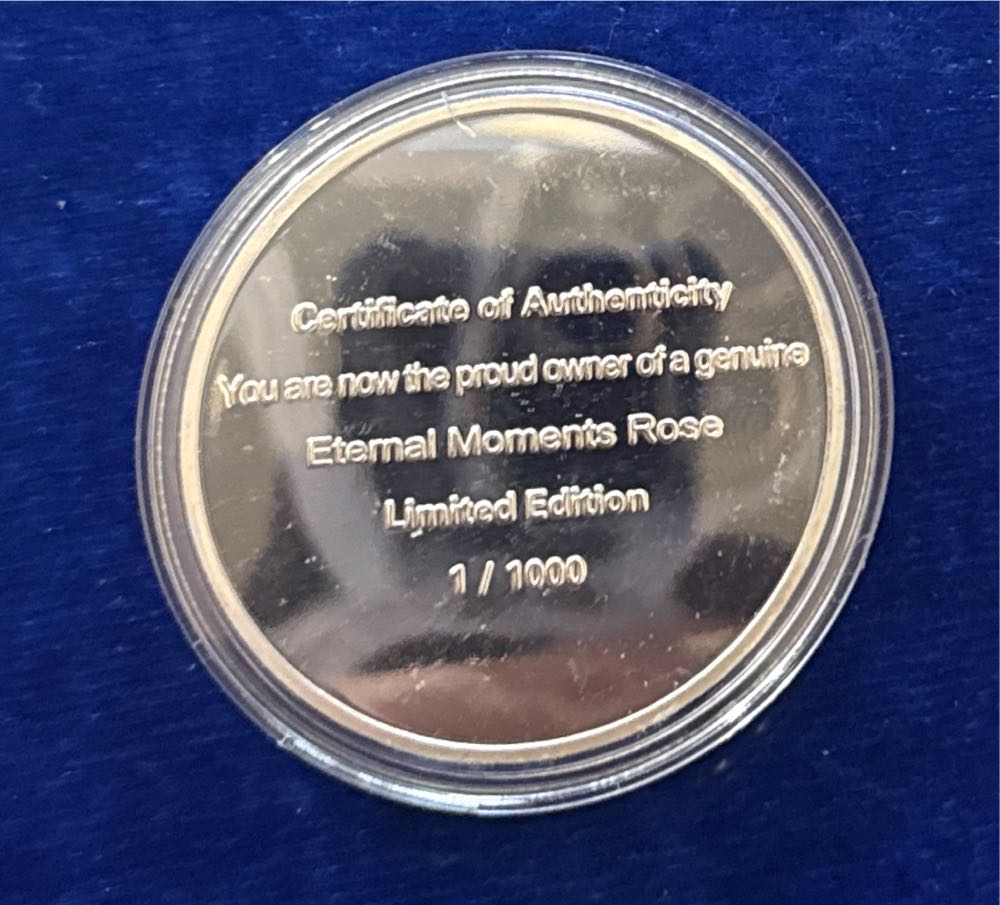 Certificate of Authenticity
You are now the proud owner of a genuine
Eternal Moments Rose
Limited Edition
1 / 1000